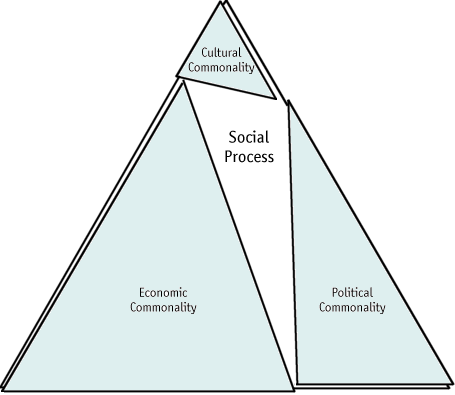 Cultural
Commonality
Social
Process
Economic
Commonality
Political
Commonality